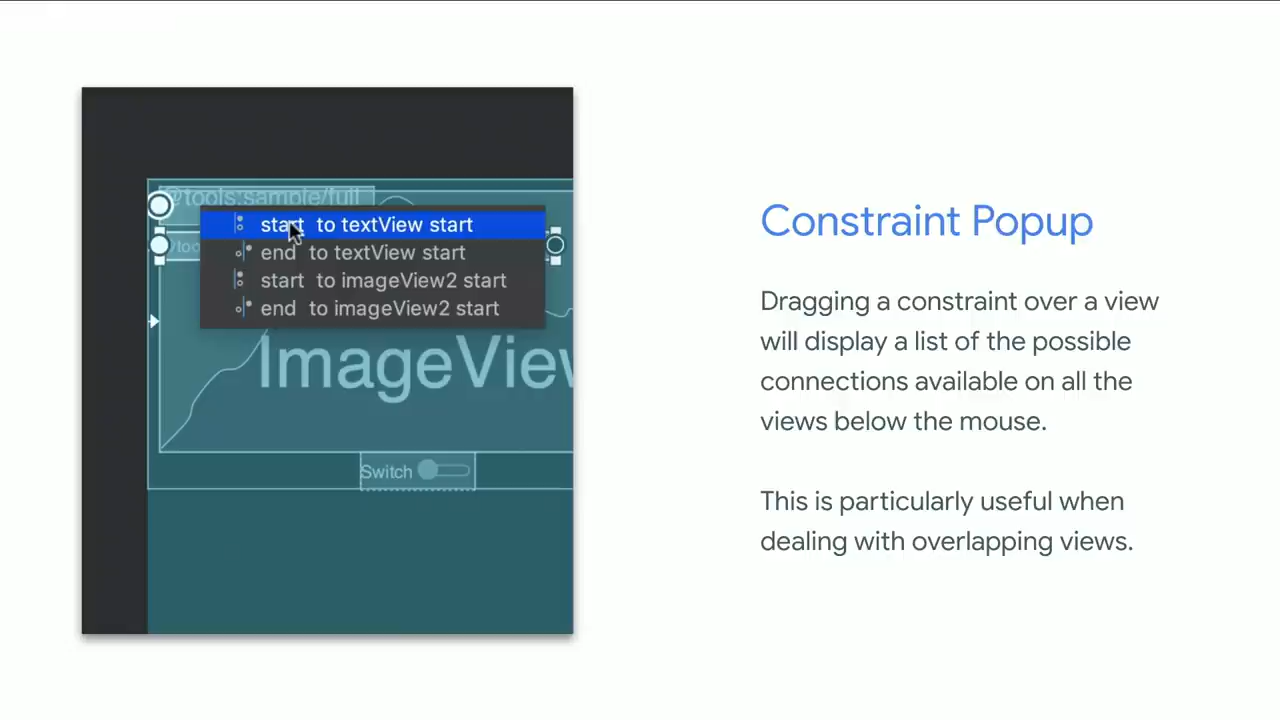 @tools:sample/full
start to textView start
@too
end to textView start
start to imageView2 start
end to imageView2 start
ImageView
Switch
Constraint Popup
Dragging a constraint over a view
will display a list of the possible
connections available on all the
views below the mouse.
This is particularly useful when
dealing with overlapping views.